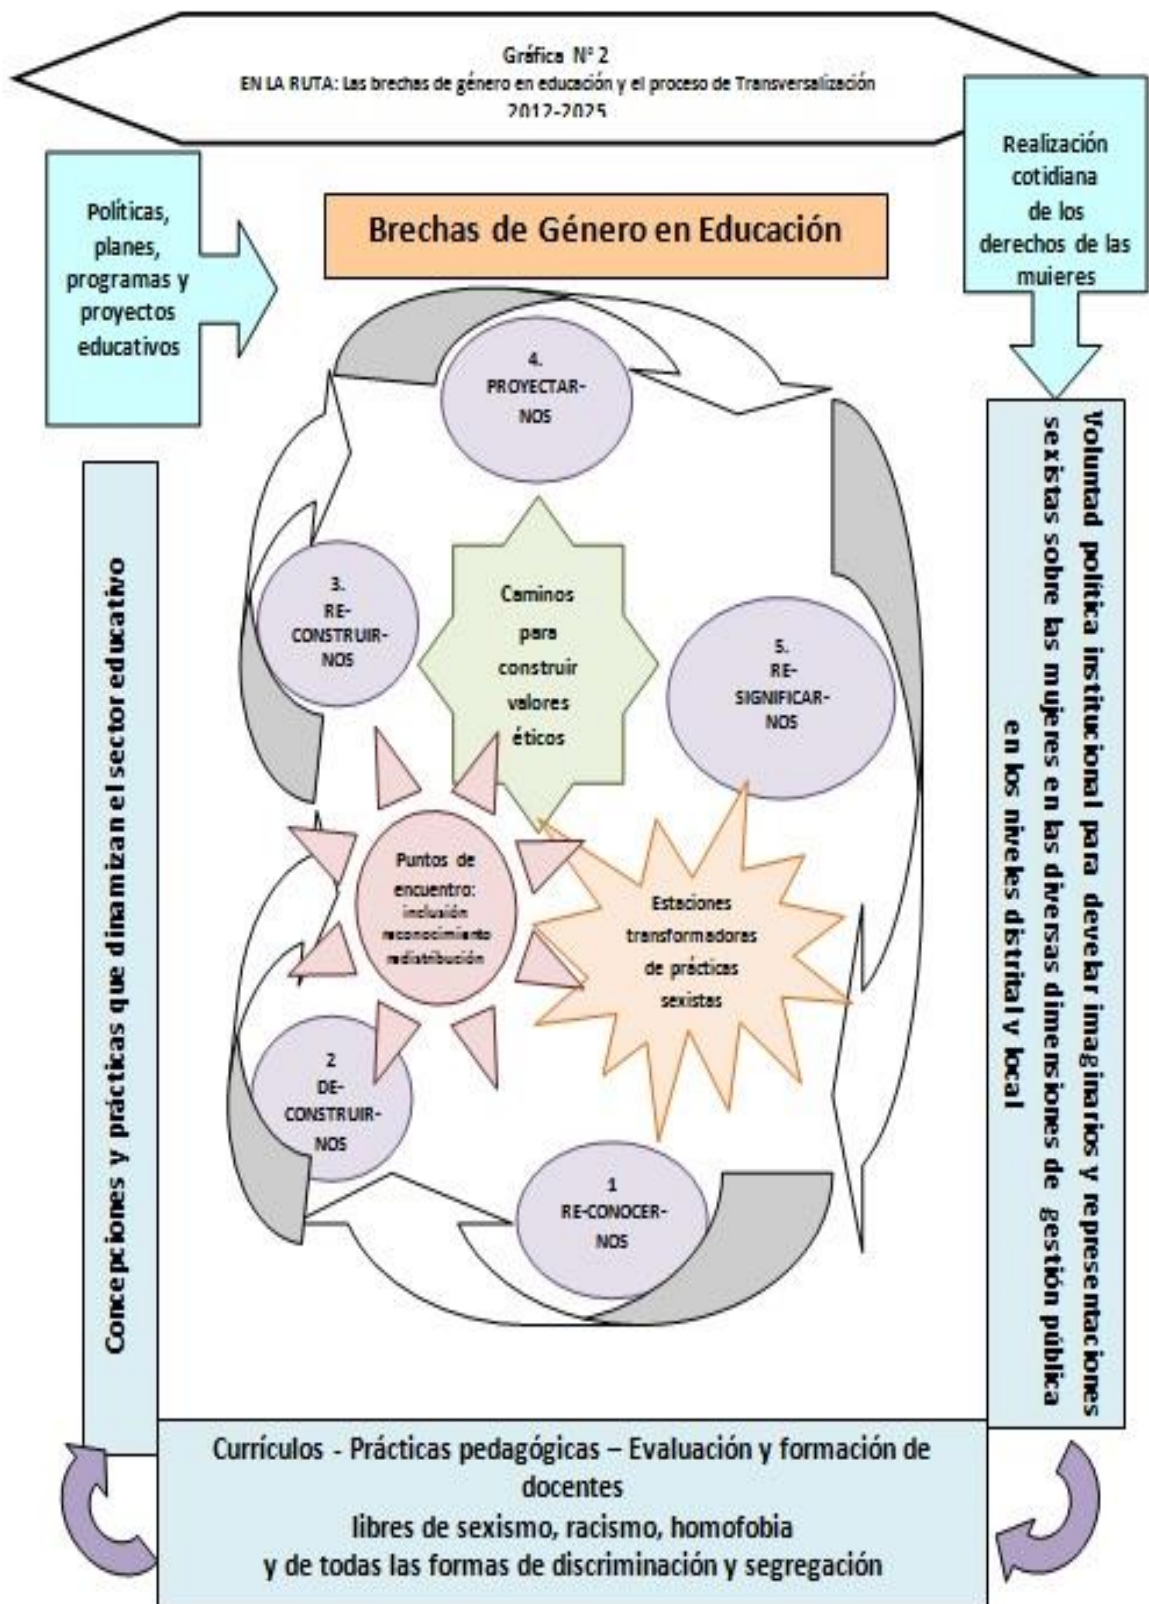 Gráfica N° 2
EN LA RUTA: Las brechas de género en educación y el proceso de Transversalización
2012-2025
Políticas,
planes,
programas y
proyectos
educativos
Brechas de Género en Educación
Realización
cotidiana
de los
derechos de las
mujeres
4.
PROYECTAR-
NOS
3.
RE-
CONSTRUIR-
NOS
Caminos
para
construir
valores
éticos
5.
RE-
SIGNIFICAR-
NOS
Puntos de
encuentro:
inclusión
reconocimiento
redistribución
Estaciones
transformadoras
de prácticas
sexistas
2
DE-
CONSTRUIR-
NOS
1
RE-CONOCER-
NOS
Concepciones y prácticas que dinamizan el sector educativo
Voluntad política institucional para develar imaginarios y representaciones
sexistas sobre las mujeres en las diversas dimensiones de gestión pública
en los niveles distrital y local
Currículos - Prácticas pedagógicas – Evaluación y formación de
docentes
libres de sexismo, racismo, homofobia
y de todas las formas de discriminación y segregación